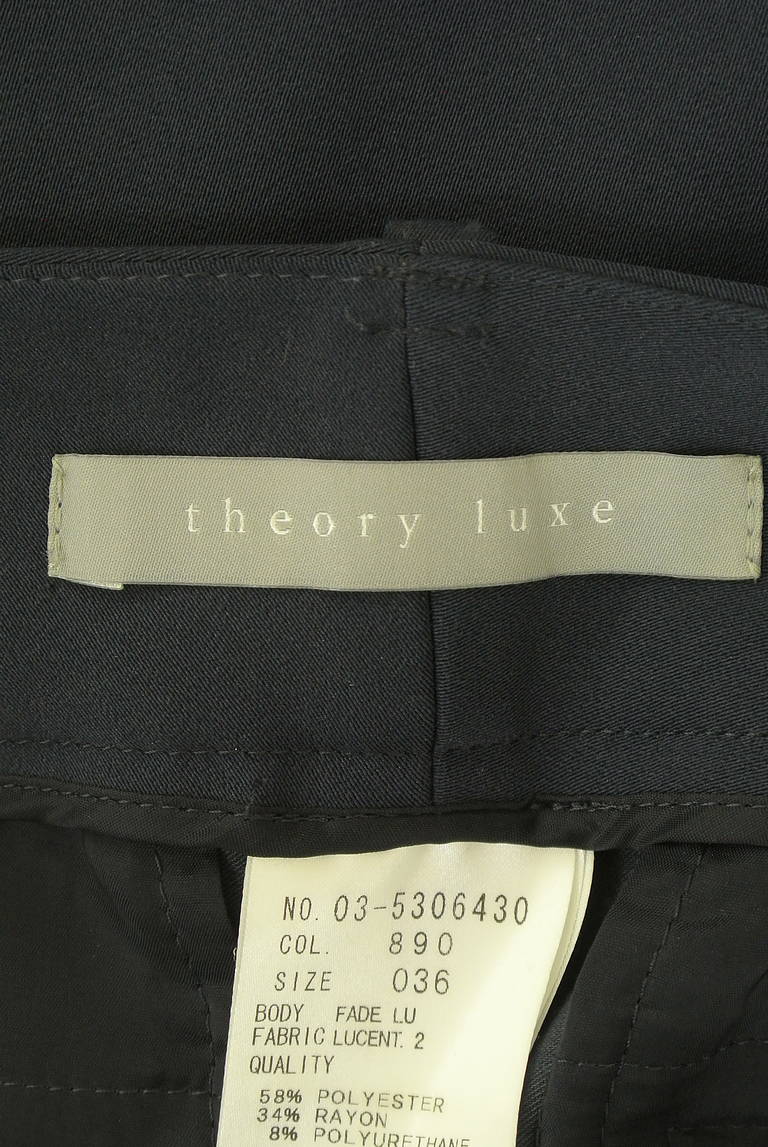 theory luxe
NO. 03-5306430
COL. 890
SIZE 036
BODY FADE LU
FABRIC LUCENT. 2
QUALITY
58% POLYESTER
34% RAYON
8% POLYURETHANE